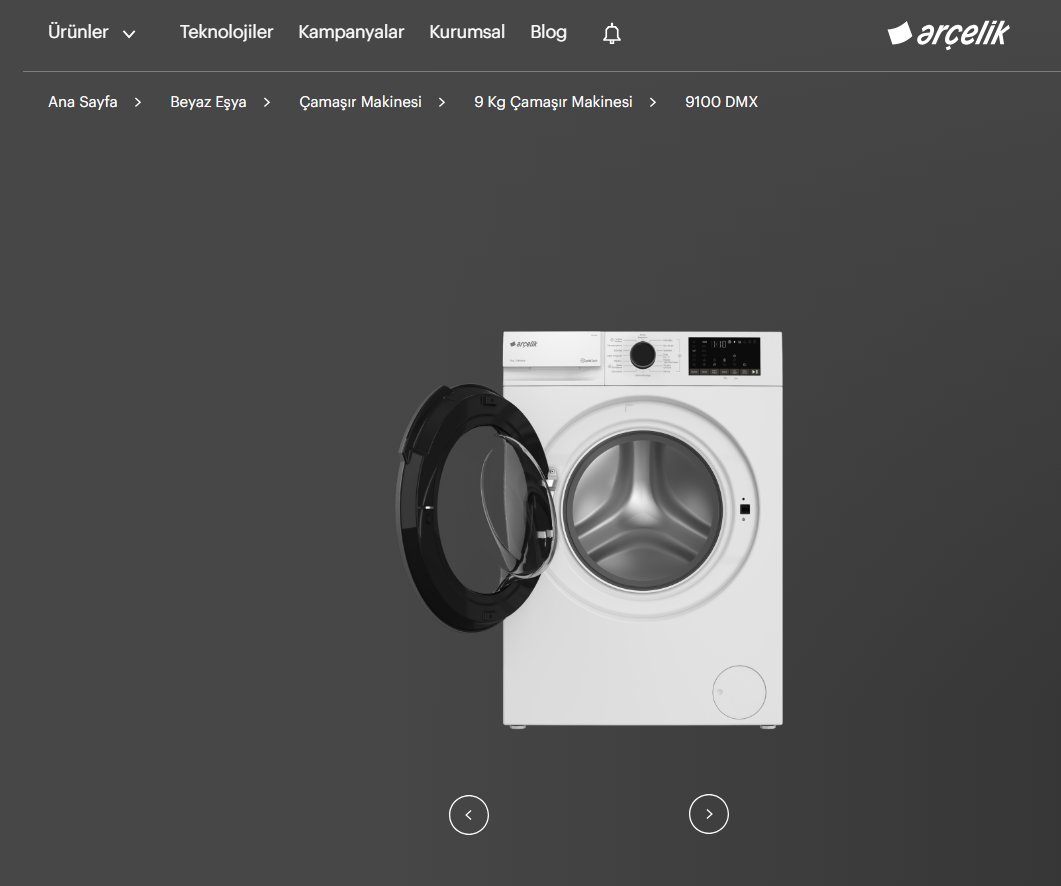 Ürünler Teknolojiler Kampanyalar Kurumsal Blog arçelik
Ana Sayfa > Beyaz Eşya > Çamaşır Makinesi > 9 Kg Çamaşır Makinesi > 9100 DMX
arçelik